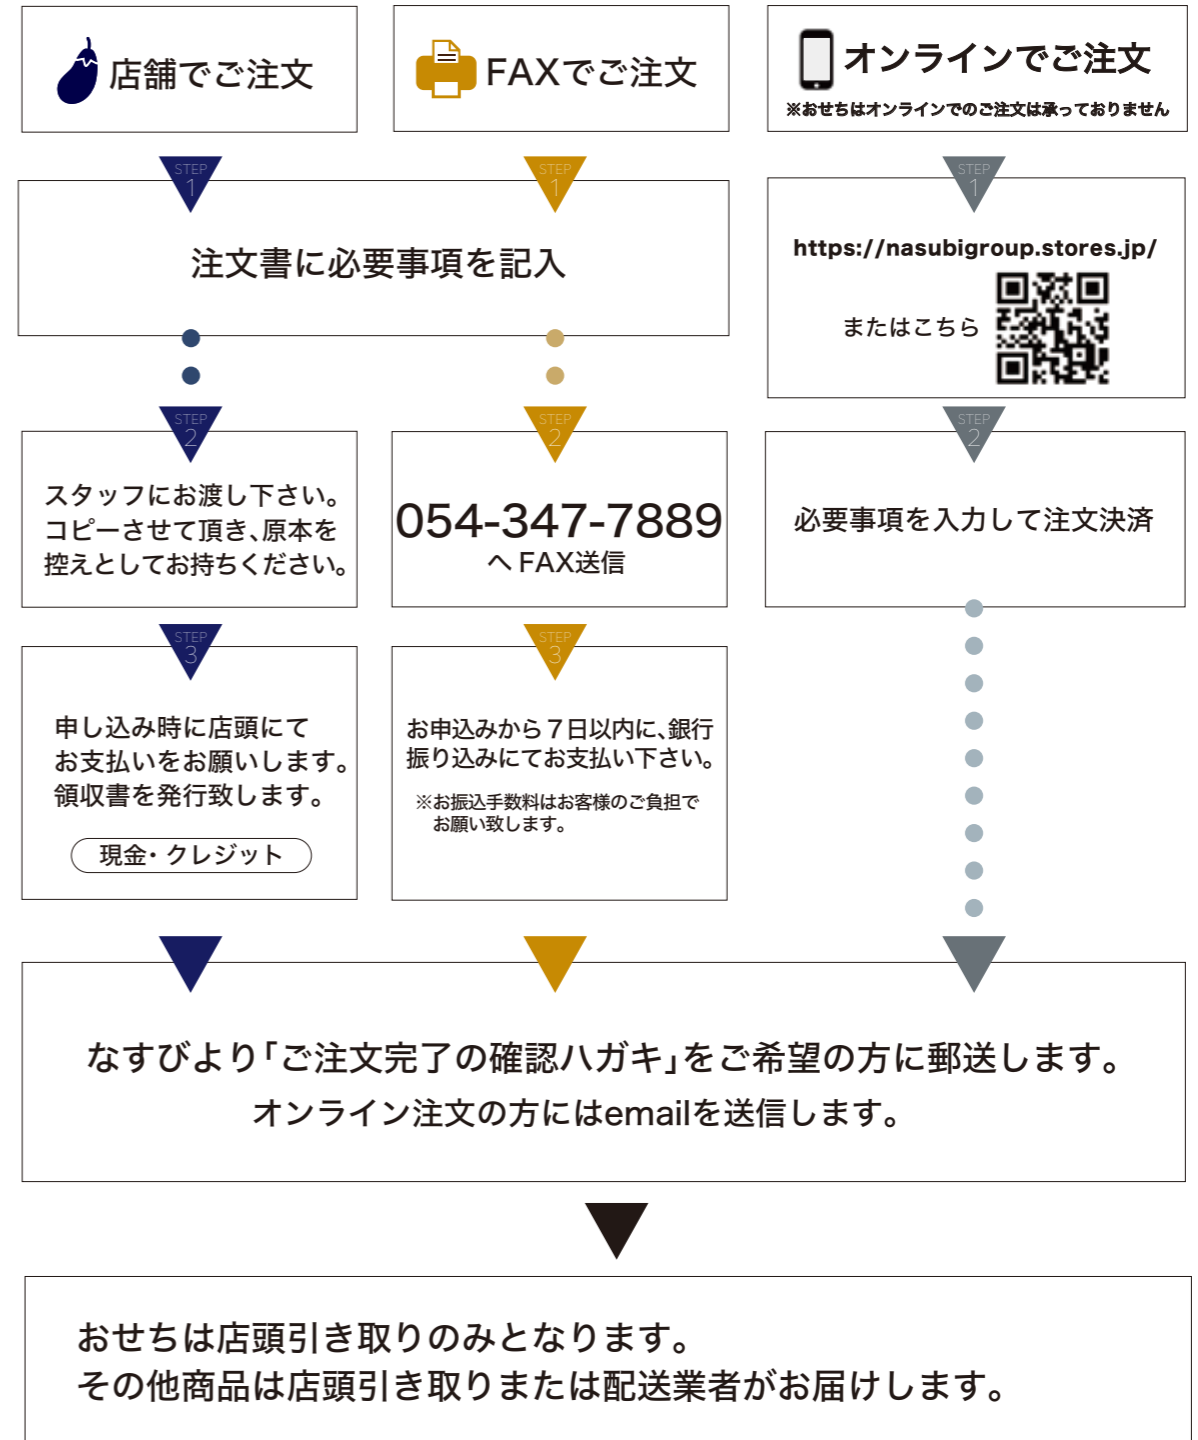 店舗でご注文
FAXでご注文
オンラインでご注文
※おせちはオンラインでのご注文は承っておりません
STEP
1
STEP
1
注文書に必要事項を記入
STEP
1
https://nasubigroup.stores.jp/
またはこちら
STEP
2
スタッフにお渡し下さい。
コピーさせて頂き、原本を
控えとしてお持ちください。
STEP
2
054-347-7889
へ FAX送信
STEP
2
必要事項を入力して注文決済
STEP
3
申し込み時に店頭にて
お支払いをお願いします。
領収書を発行致します。
現金・クレジット
STEP
3
お申込みから7日以内に、銀行
振り込みにてお支払い下さい。
※お振込手数料はお客様のご負担で
お願い致します。
なすびより「ご注文完了の確認ハガキ」をご希望の方に郵送します。
オンライン注文の方にはemailを送信します。
おせちは店頭引き取りのみとなります。
その他商品は店頭引き取りまたは配送業者がお届けします。